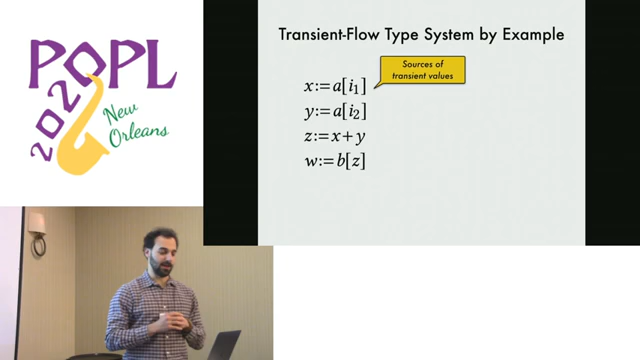 POPL
2020
New
Orleans
Transient-Flow Type System by Example
Sources of
transient values
x:= a[i₁]
y:= a[i₂]
z:= x+y
w:= b[z]